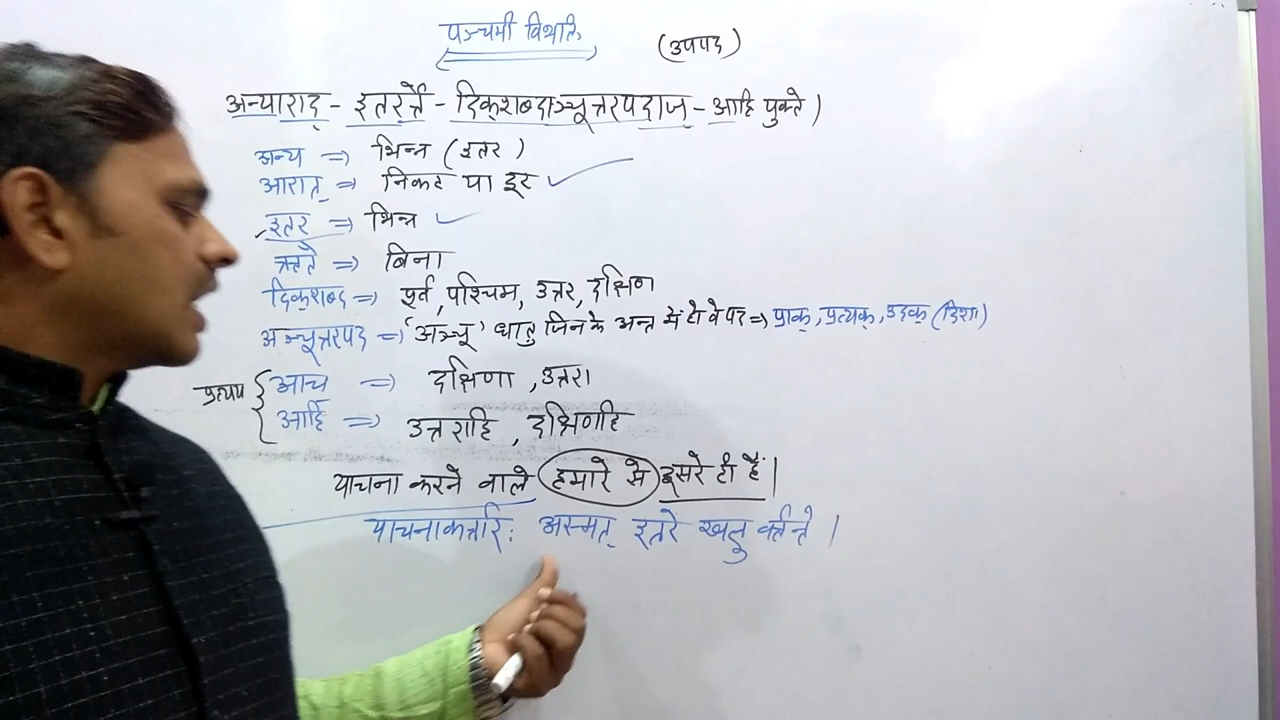 पञ्चमी विभक्ति
(उपपद)
अन्याराद् - इतरर्त्ते - दिक्शब्दाञ्चूत्तरपदाज् - आहि युक्ते।
अन्य => भिन्न (इतर)
आरात् => निकट या दूर
इतर => भिन्न
ऋते => बिना
दिक्शब्द => पूर्व, पश्चिम, उत्तर, दक्षिण
अञ्चूत्तरपद => 'अञ्चू' धातु जिनके अन्त में हो वे पद => प्राक्, प्रत्यक्, उदक् (दिशा)
प्रत्यय { आच => दक्षिणा, उत्तरा
आहि => उत्तराहि, दक्षिणहि
याचना करने वाले हमारे से दूसरे ही हैं।
याचनाकर्त्तारः अस्मत् इतरे खलु वर्तन्ते।